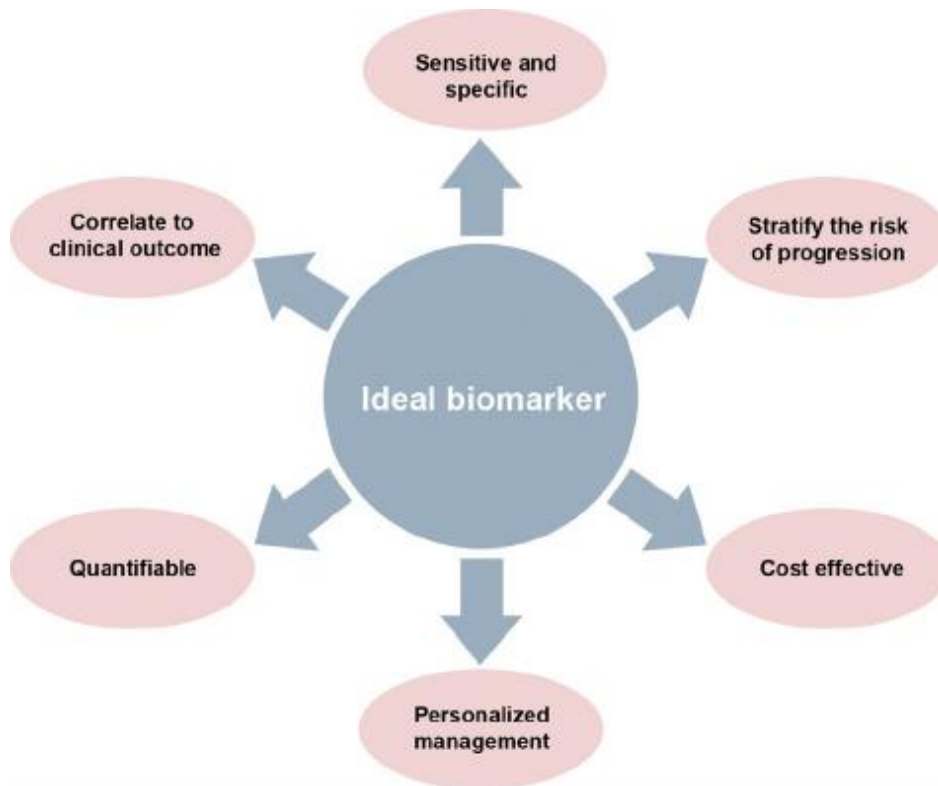 Sensitive and
specific
Correlate to
clinical outcome
Stratify the risk
of progression
Ideal biomarker
Quantifiable
Cost effective
Personalized
management